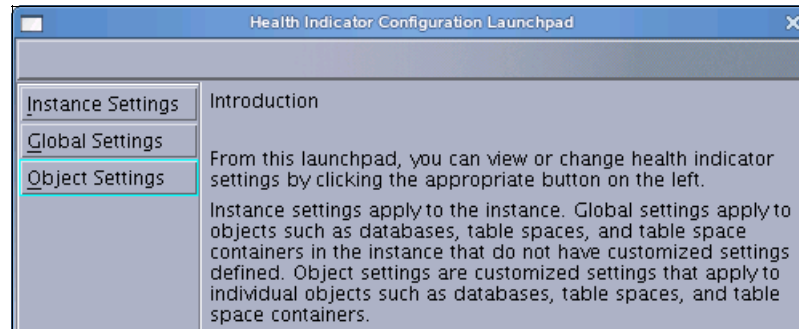 Health Indicator Configuration Launchpad
Instance Settings
Global Settings
Object Settings
Introduction
From this launchpad, you can view or change health indicator
settings by clicking the appropriate button on the left.
Instance settings apply to the instance. Global settings apply to
objects such as databases, table spaces, and table space
containers in the instance that do not have customized settings
defined. Object settings are customized settings that apply to
individual objects such as databases, table spaces, and table
space containers.